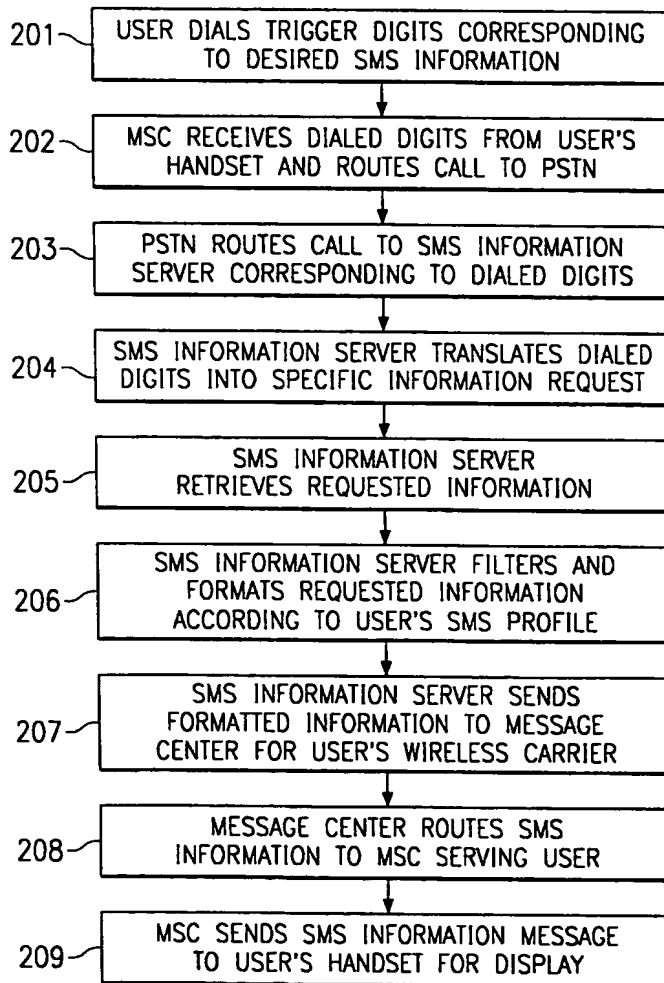 201
USER DIALS TRIGGER DIGITS CORRESPONDING
TO DESIRED SMS INFORMATION
202
MSC RECEIVES DIALED DIGITS FROM USER'S
HANDSET AND ROUTES CALL TO PSTN
203
PSTN ROUTES CALL TO SMS INFORMATION
SERVER CORRESPONDING TO DIALED DIGITS
204
SMS INFORMATION SERVER TRANSLATES DIALED
DIGITS INTO SPECIFIC INFORMATION REQUEST
205
SMS INFORMATION SERVER
RETRIEVES REQUESTED INFORMATION
206
SMS INFORMATION SERVER FILTERS AND
FORMATS REQUESTED INFORMATION
ACCORDING TO USER'S SMS PROFILE
207
SMS INFORMATION SERVER SENDS
FORMATTED INFORMATION TO MESSAGE
CENTER FOR USER'S WIRELESS CARRIER
208
MESSAGE CENTER ROUTES SMS
INFORMATION TO MSC SERVING USER
209
MSC SENDS SMS INFORMATION MESSAGE
TO USER'S HANDSET FOR DISPLAY